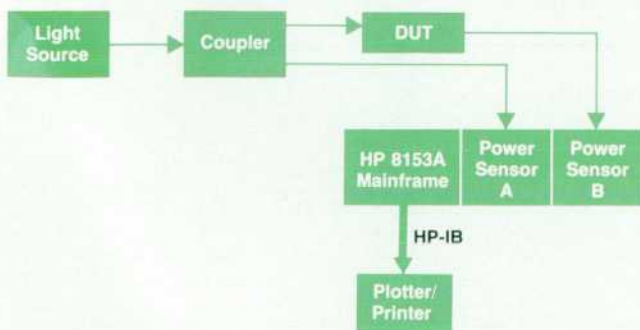 Light
Source
Coupler
DUT
HP 8153A
Mainframe
Power
Sensor
A
Power
Sensor
B
HP-IB
Plotter/
Printer